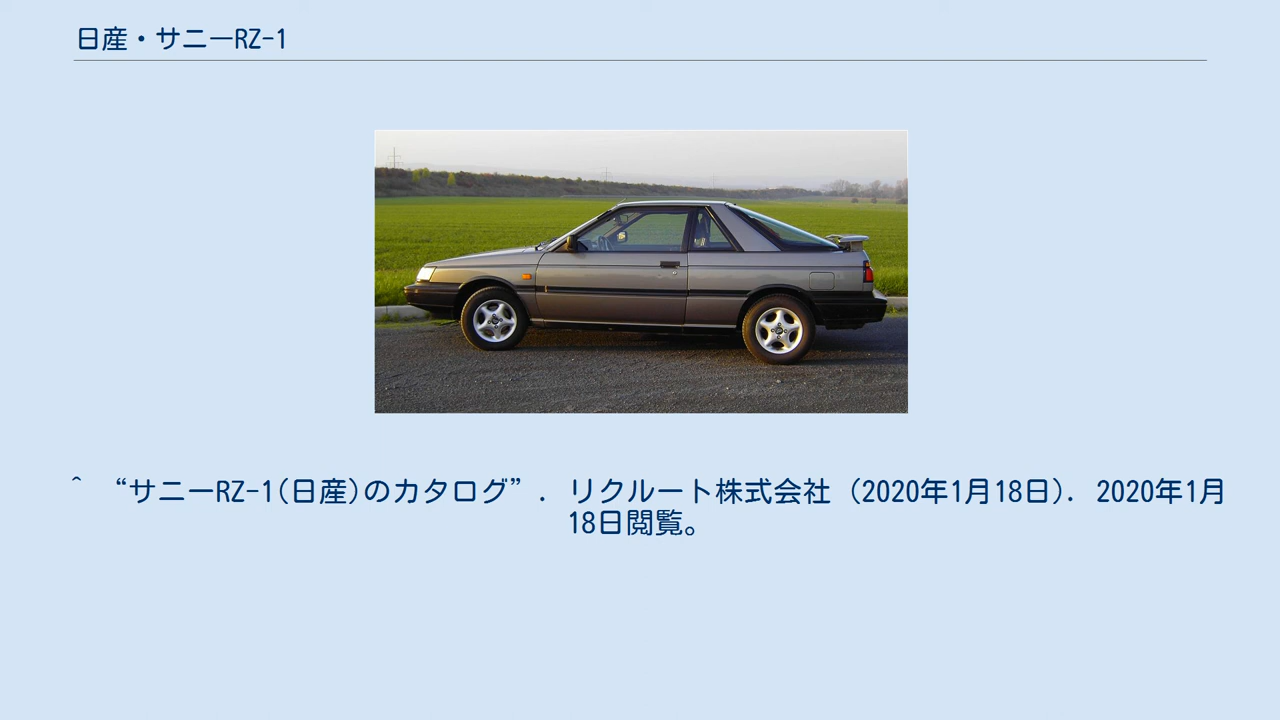 日産・サニーRZ-1
^ “サニーRZ-1(日産)のカタログ”. リクルート株式会社 (2020年1月18日). 2020年1月
18日閲覧。